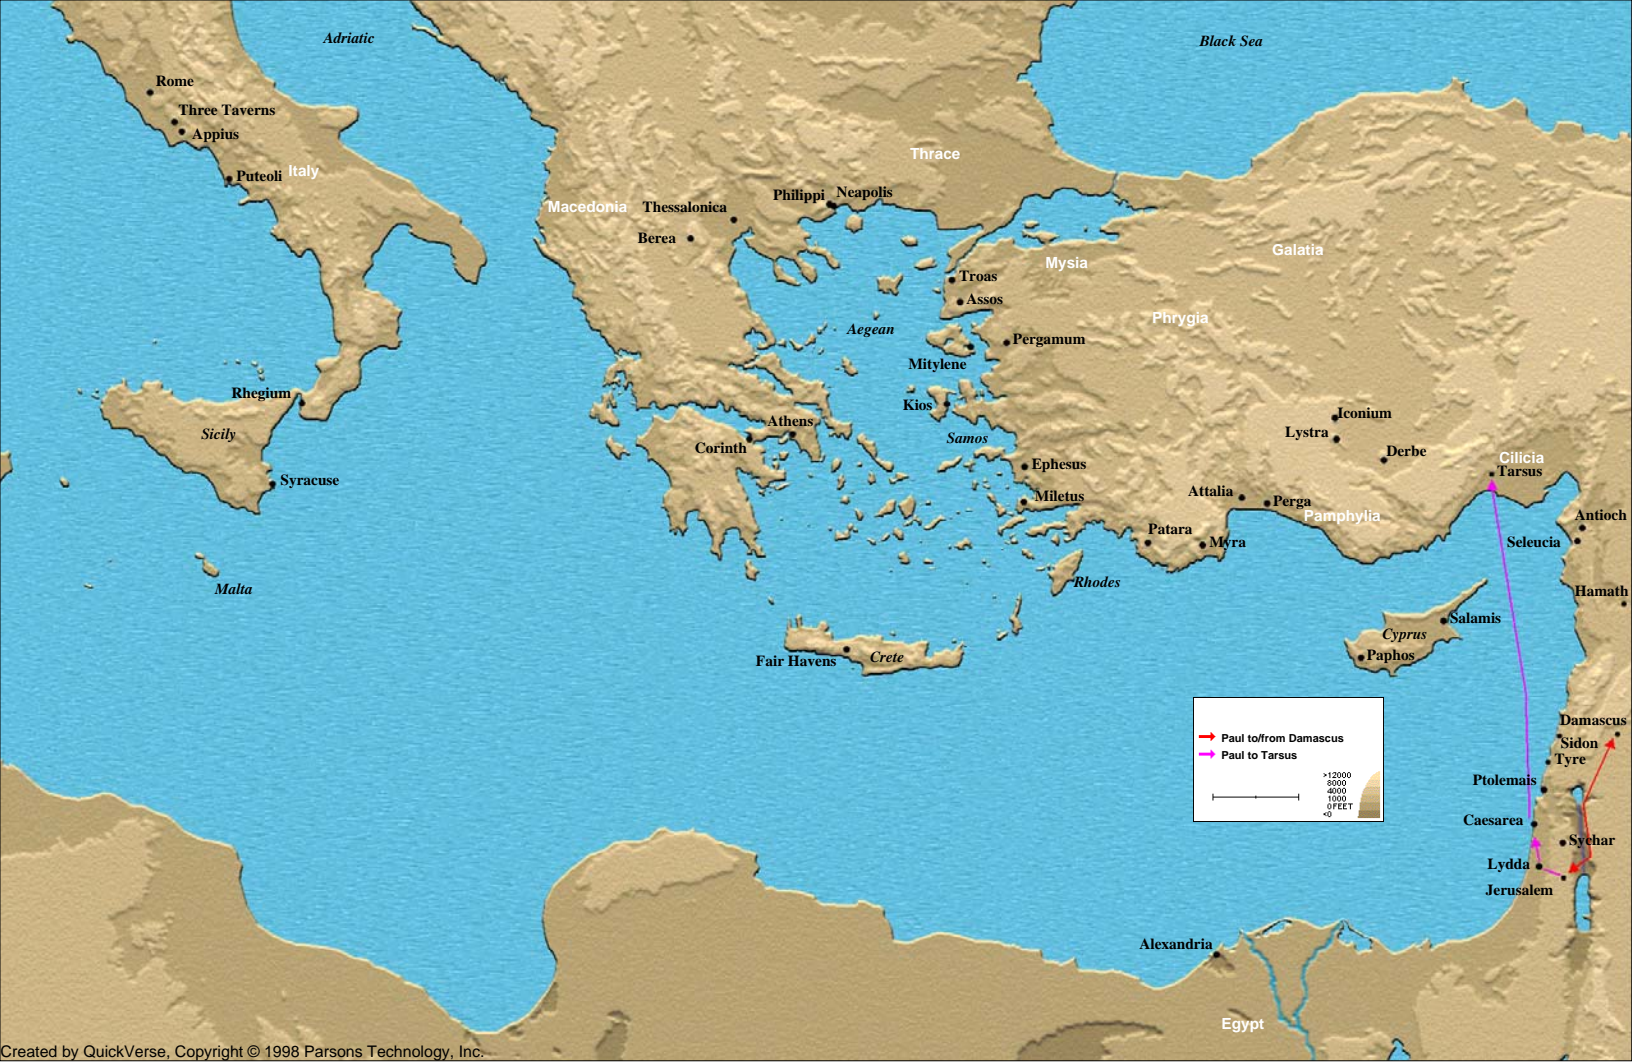 Adriatic
Black Sea
Rome
Three Taverns
Appius
Italy
Puteoli
Thrace
Macedonia
Thessalonica
Philippi
Neapolis
Berea
Galatia
Mysia
Troas
Assos
Phrygia
Aegean
Pergamum
Mitylene
Rhegium
Kios
Sicily
Athens
Corinth
Samos
Iconium
Lystra
Derbe
Cilicia
Tarsus
Syracuse
Ephesus
Miletus
Attalia
Perga
Pamphylia
Antioch
Patara
Myra
Seleucia
Malta
Rhodes
Hamath
Salamis
Cyprus
Paphos
Fair Havens
Crete
Damascus
Sidon
Tyre
Ptolemais
Caesarea
Sychar
Lydda
Jerusalem
Paul to/from Damascus
Paul to Tarsus
>12000
8000
4000
1000
0 FEET
<0
Alexandria
Egypt
Created by QuickVerse, Copyright © 1998 Parsons Technology, Inc.